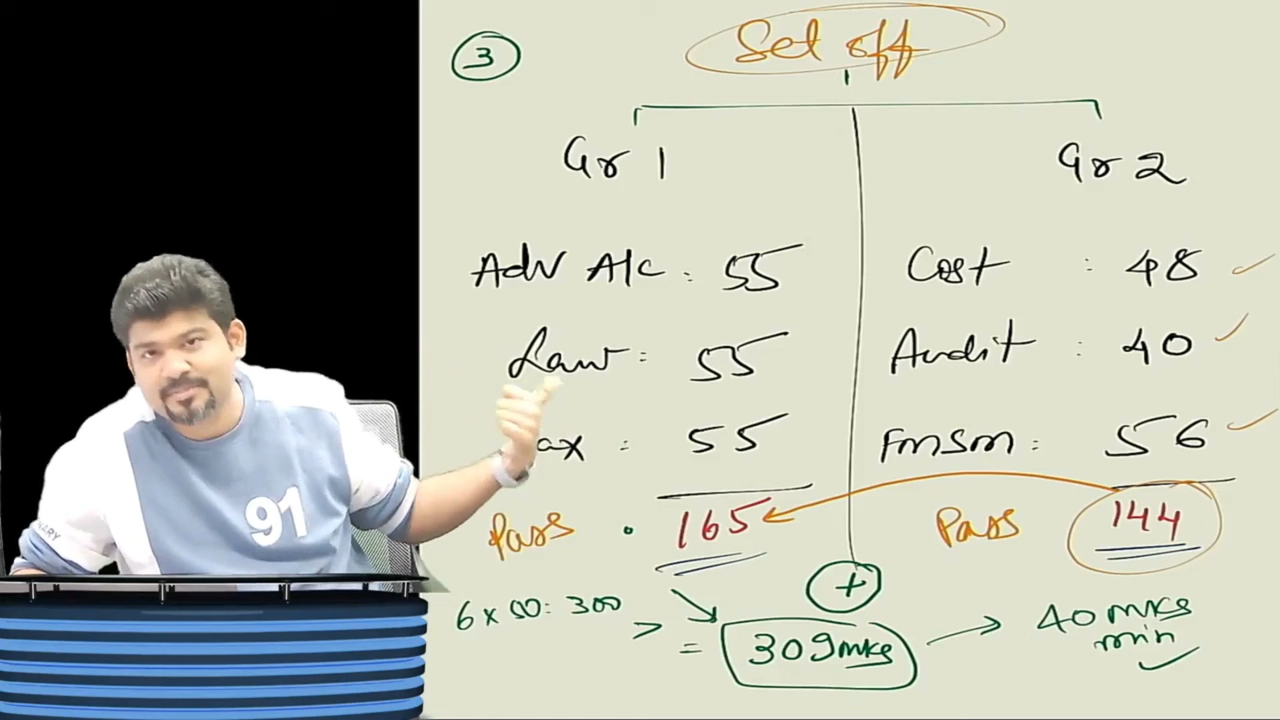 3
Set off
Gr 1
Gr 2
Adv A/c : 55
Law : 55
ax : 55
Pass . 165
Cost : 48
Audit : 40
FMSM : 56
Pass 144
+
6 x 50 : 300
> = 309 mks
40 mks
min
91
NARY